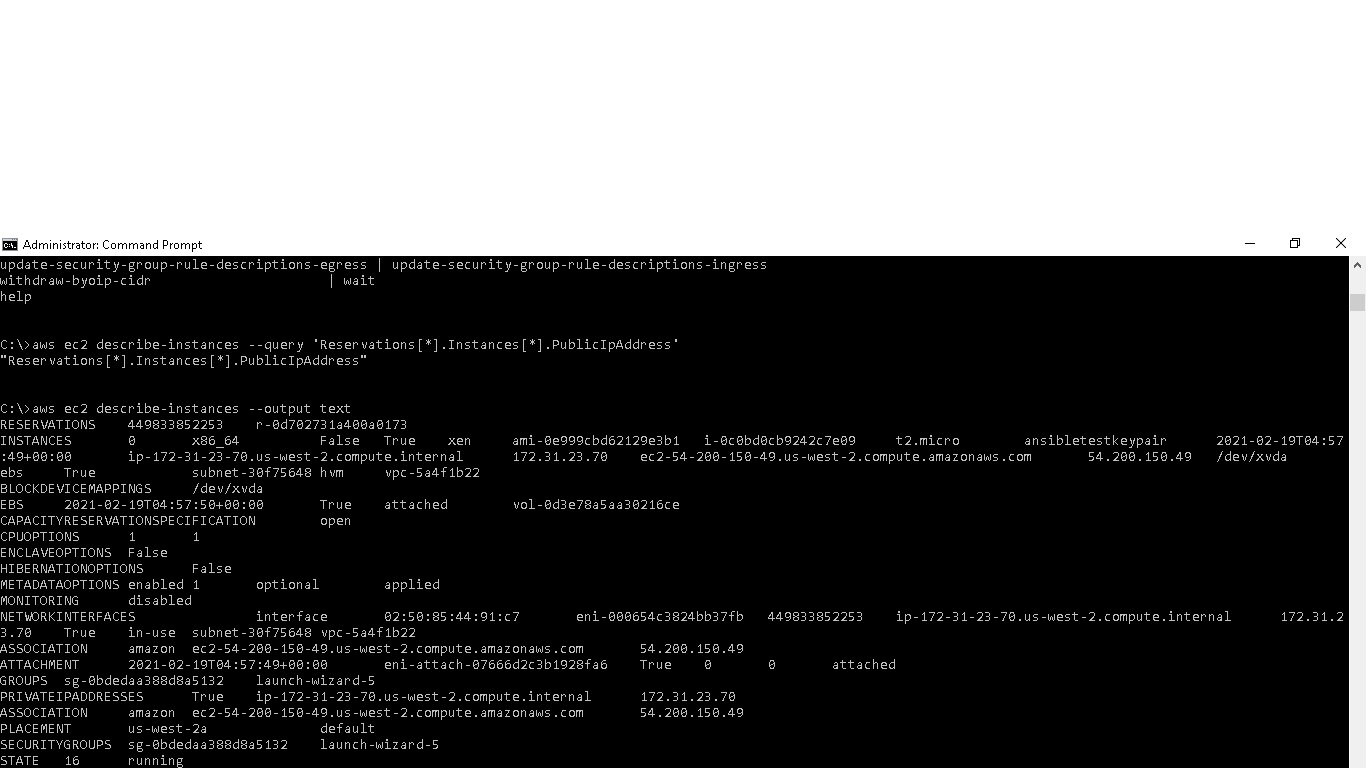 Administrator: Command Prompt
update-security-group-rule-descriptions-egress | update-security-group-rule-descriptions-ingress
withdraw-byoip-cidr                      | wait
help
C:\>aws ec2 describe-instances --query 'Reservations[*].Instances[*].PublicIpAddress'
"Reservations[*].Instances[*].PublicIpAddress"
C:\>aws ec2 describe-instances --output text
RESERVATIONS    449833852253    r-0d702731a400a0173
INSTANCES       0       x86_64          False   True    xen     ami-0e999cbd62129e3b1   i-0c0bd0cb9242c7e09     t2.micro        ansibletestkeypair      2021-02-19T04:57
:49+00:00       ip-172-31-23-70.us-west-2.compute.internal      172.31.23.70    ec2-54-200-150-49.us-west-2.compute.amazonaws.com       54.200.150.49   /dev/xvda
ebs     True            subnet-30f75648 hvm     vpc-5a4f1b22
BLOCKDEVICEMAPPINGS     /dev/xvda
EBS     2021-02-19T04:57:50+00:00       True    attached        vol-0d3e78a5aa30216ce
CAPACITYRESERVATIONSPECIFICATION        open
CPUOPTIONS      1       1
ENCLAVEOPTIONS  False
HIBERNATIONOPTIONS      False
METADATAOPTIONS enabled 1       optional        applied
MONITORING      disabled
NETWORKINTERFACES               interface       02:50:85:44:91:c7       eni-000654c3824bb37fb   449833852253    ip-172-31-23-70.us-west-2.compute.internal      172.31.2
3.70    True    in-use  subnet-30f75648 vpc-5a4f1b22
ASSOCIATION     amazon  ec2-54-200-150-49.us-west-2.compute.amazonaws.com       54.200.150.49
ATTACHMENT      2021-02-19T04:57:49+00:00       eni-attach-07666d2c3b1928fa6    True    0       0       attached
GROUPS  sg-0bdedaa388d8a5132    launch-wizard-5
PRIVATEIPADDRESSES      True    ip-172-31-23-70.us-west-2.compute.internal      172.31.23.70
ASSOCIATION     amazon  ec2-54-200-150-49.us-west-2.compute.amazonaws.com       54.200.150.49
PLACEMENT       us-west-2a              default
SECURITYGROUPS  sg-0bdedaa388d8a5132    launch-wizard-5
STATE   16      running